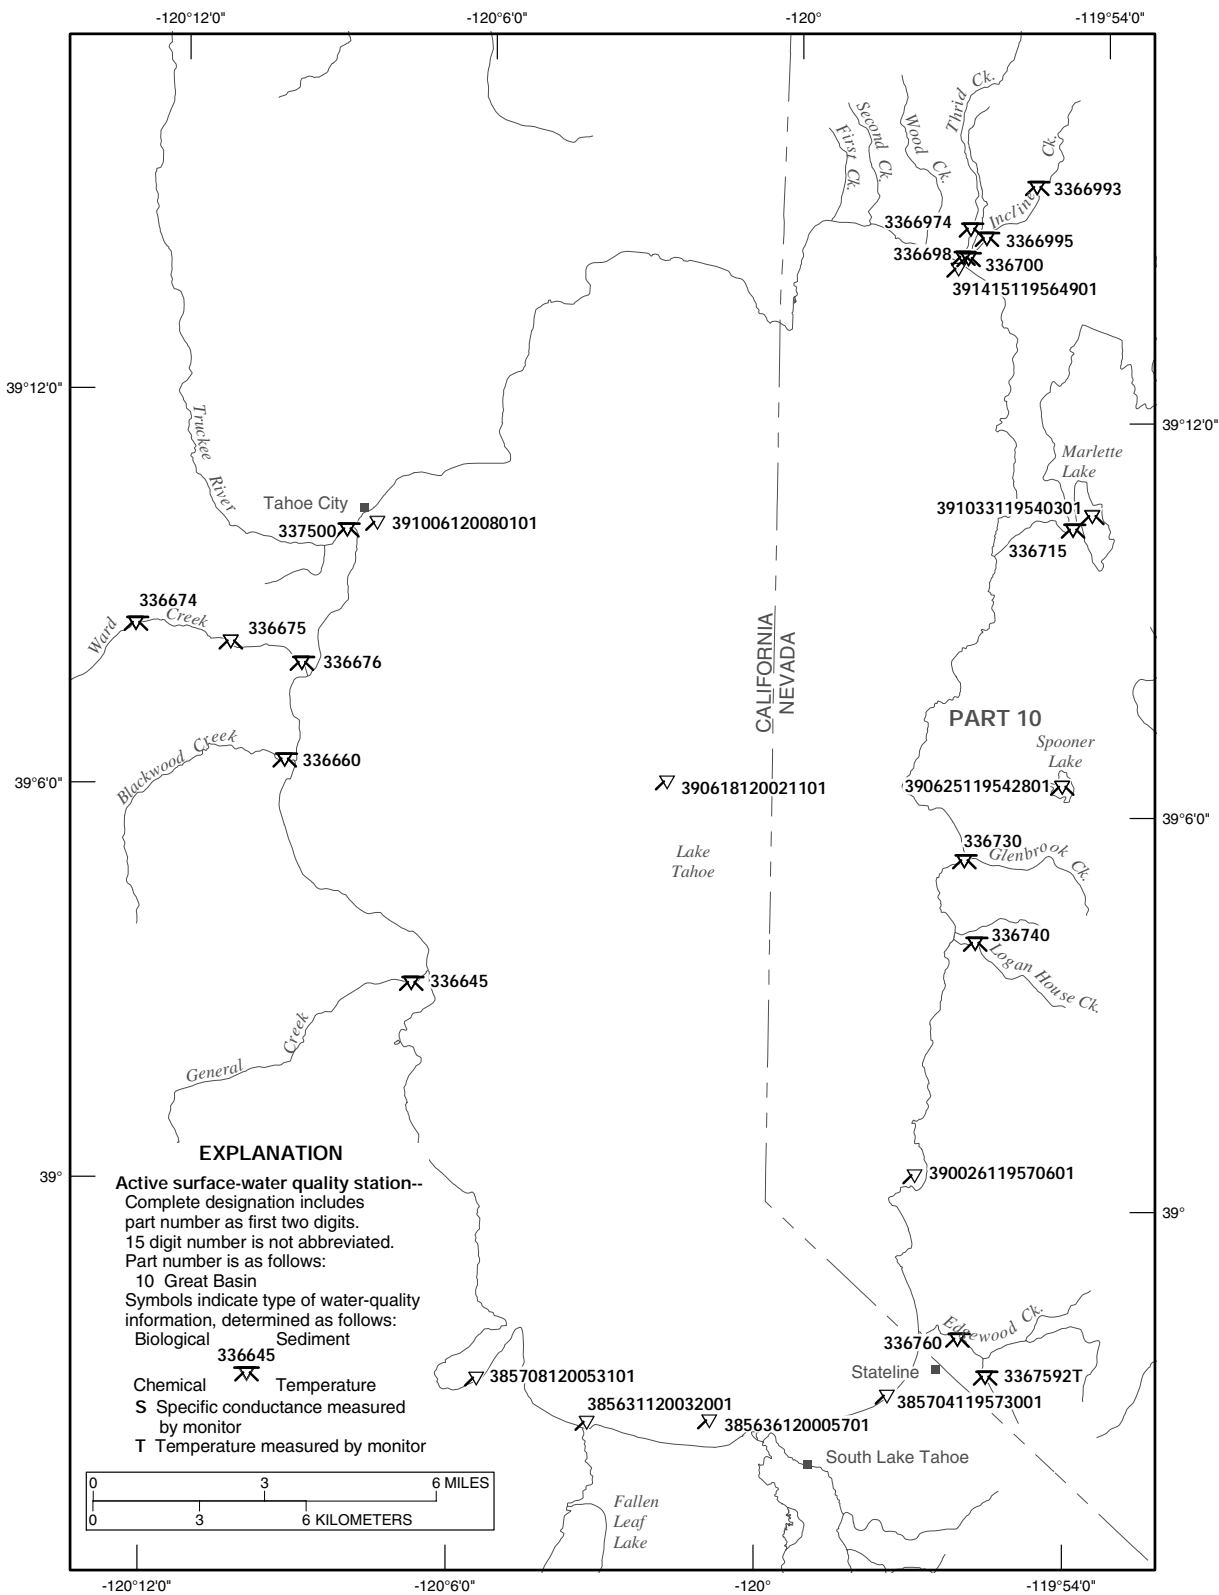 -120°12'0"
-120°6'0"
-120°
-119°54'0"
Thrid Ck.
Second Ck.
First Ck.
Wood Ck.
Incline Ck.
3366993
3366974
3366995
336698
336700
391415119564901
39°12'0"
39°12'0"
Truckee River
Marlette
Lake
Tahoe City
391006120080101
337500
391033119540301
336715
336674
Ward Creek
336675
336676
CALIFORNIA
NEVADA
PART 10
Blackwood Creek
336660
Spooner
Lake
39°6'0"
390618120021101
390625119542801
39°6'0"
336730
Glenbrook Ck.
Lake
Tahoe
336740
Logan House Ck.
336645
General Creek
EXPLANATION
39°
390026119570601
39°
Active surface-water quality station--
Complete designation includes
part number as first two digits.
15 digit number is not abbreviated.
Part number is as follows:
10 Great Basin
Symbols indicate type of water-quality
information, determined as follows:
Biological Sediment
336645
Chemical Temperature
S Specific conductance measured
by monitor
T Temperature measured by monitor
Edgewood Ck.
336760
Stateline
3367592T
385708120053101
385704119573001
385631120032001
385636120005701
South Lake Tahoe
0 3 6 MILES
0 3 6 KILOMETERS
Fallen
Leaf
Lake
-120°12'0"
-120°6'0"
-120°
-119°54'0"